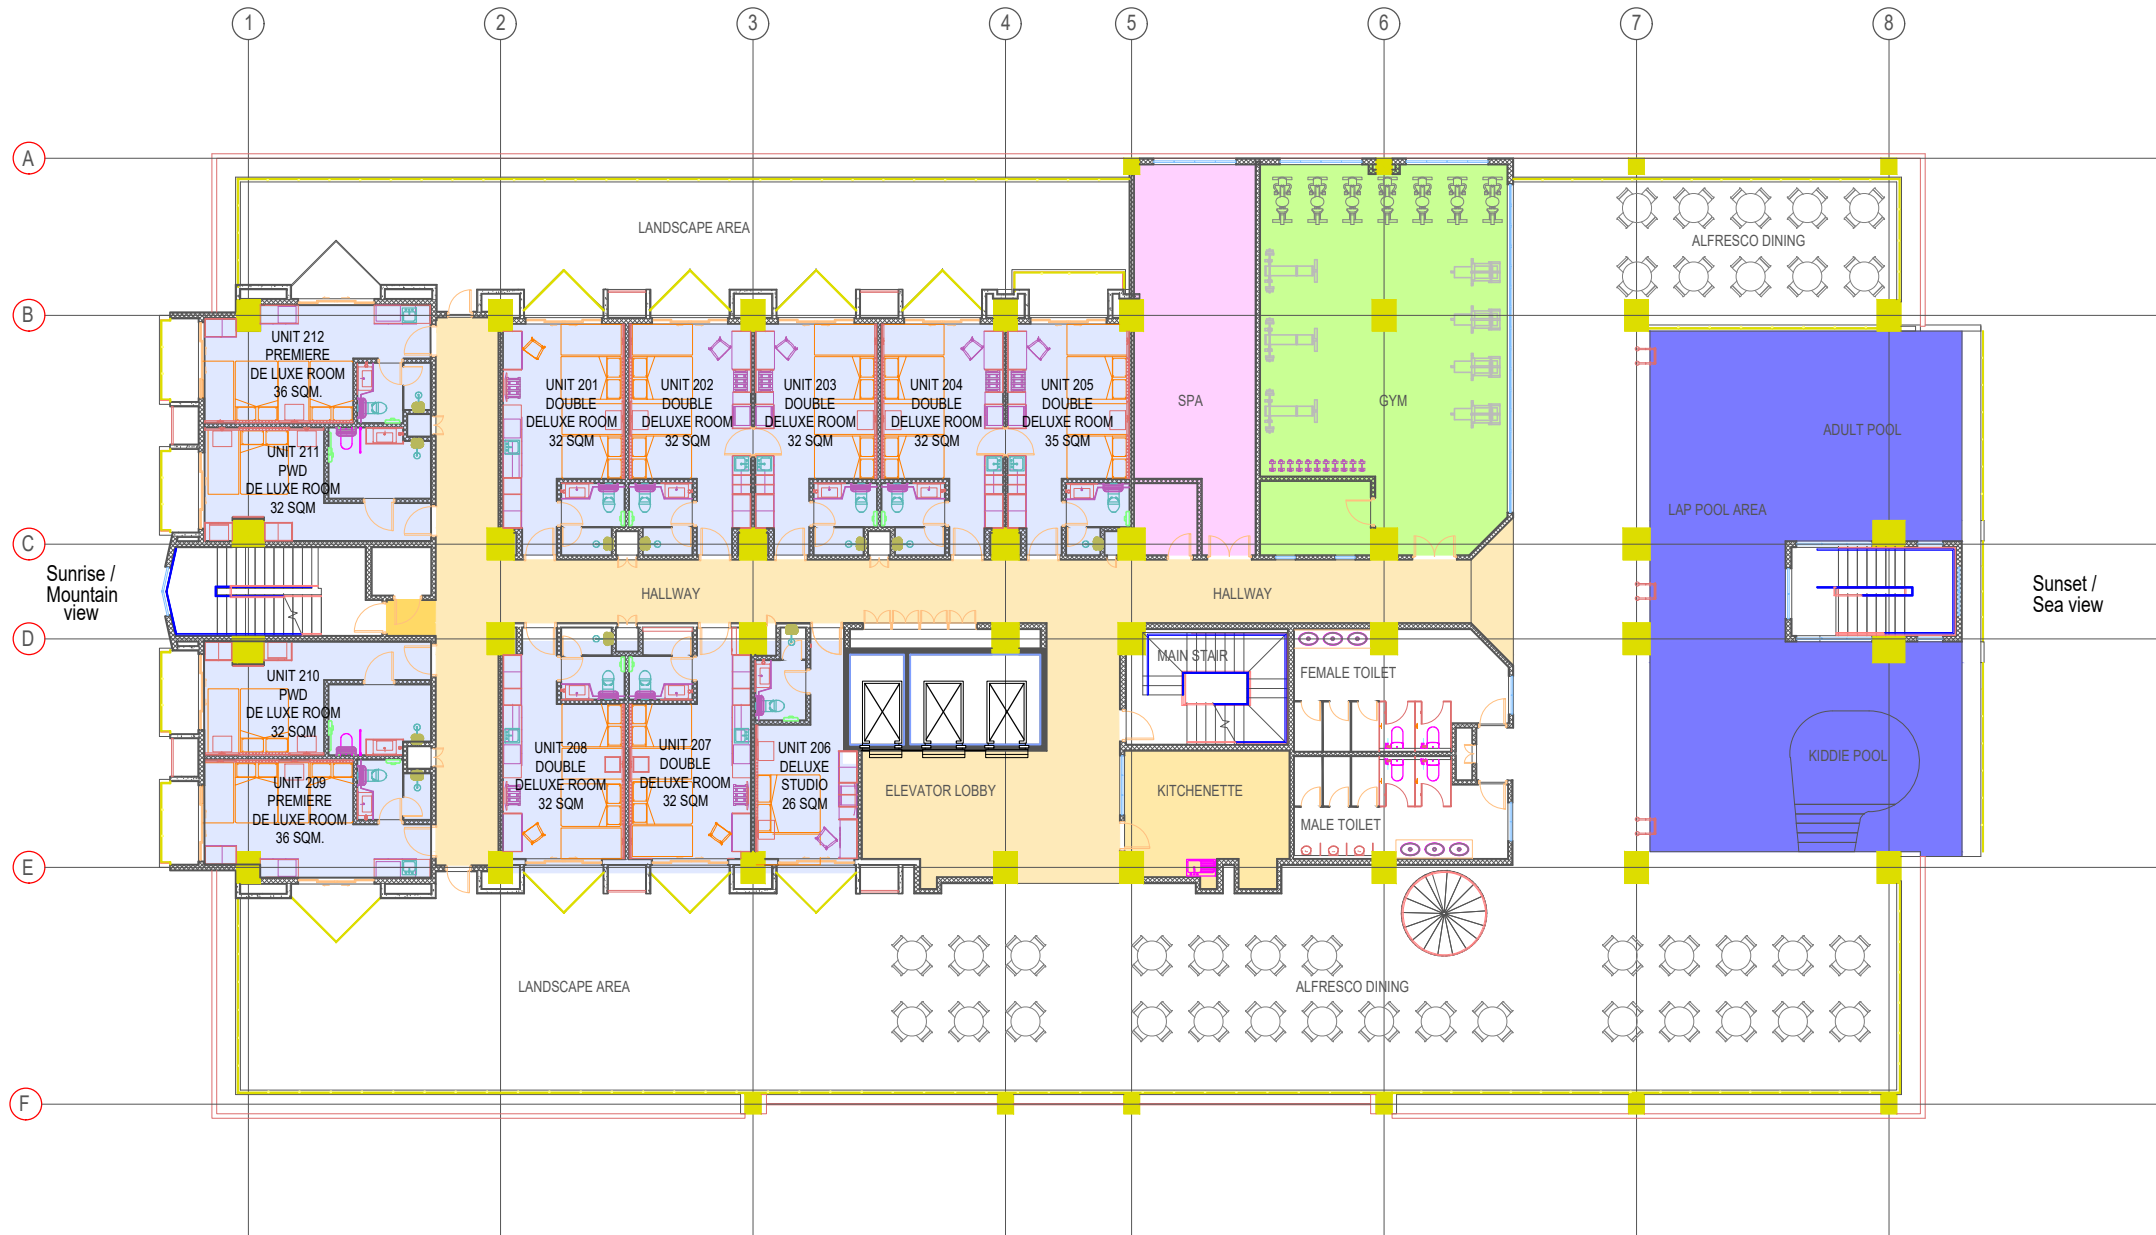 1
2
3
4
5
6
7
8
A
B
C
D
E
F
LANDSCAPE AREA
ALFRESCO DINING
UNIT 212
PREMIERE
DE LUXE ROOM
36 SQM.
UNIT 211
PWD
DE LUXE ROOM
32 SQM
UNIT 201
DOUBLE
DELUXE ROOM
32 SQM
UNIT 202
DOUBLE
DELUXE ROOM
32 SQM
UNIT 203
DOUBLE
DELUXE ROOM
32 SQM
UNIT 204
DOUBLE
DELUXE ROOM
32 SQM
UNIT 205
DOUBLE
DELUXE ROOM
35 SQM
SPA
GYM
ADULT POOL
LAP POOL AREA
Sunrise /
Mountain
view
HALLWAY
HALLWAY
Sunset /
Sea view
UNIT 210
PWD
DE LUXE ROOM
32 SQM
UNIT 209
PREMIERE
DE LUXE ROOM
36 SQM.
UNIT 208
DOUBLE
DELUXE ROOM
32 SQM
UNIT 207
DOUBLE
DELUXE ROOM
32 SQM
UNIT 206
DELUXE
STUDIO
26 SQM
ELEVATOR LOBBY
MAIN STAIR
KITCHENETTE
FEMALE TOILET
MALE TOILET
KIDDIE POOL
LANDSCAPE AREA
ALFRESCO DINING